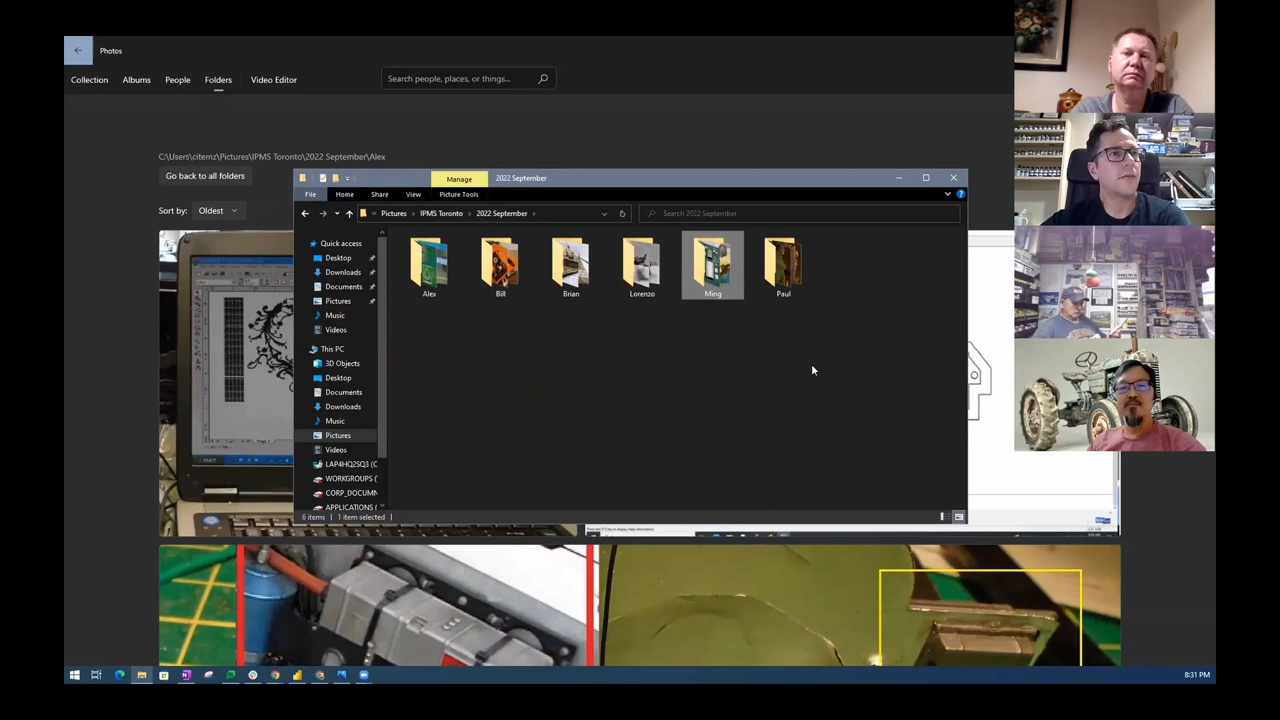 Photos
Collection Albums People Folders Video Editor
Search people, places, or things...
C:\Users\citemz\Pictures\IPMS Toronto\2022 September\Alex
Go back to all folders
Sort by: Oldest
Manage
2022 September
File Home Share View Picture Tools
« Pictures > IPMS Toronto > 2022 September >
Search 2022 September
Quick access
Desktop
Downloads
Documents
Pictures
Music
Videos
This PC
3D Objects
Desktop
Documents
Downloads
Music
Pictures
Videos
LAP4HQ2SQ3 (C
WORKGROUPS (
CORP_DOCUMN
APPLICATIONS (
Alex
Bill
Brian
Lorenzo
Ming
Paul
6 items 1 item selected
8:31 PM